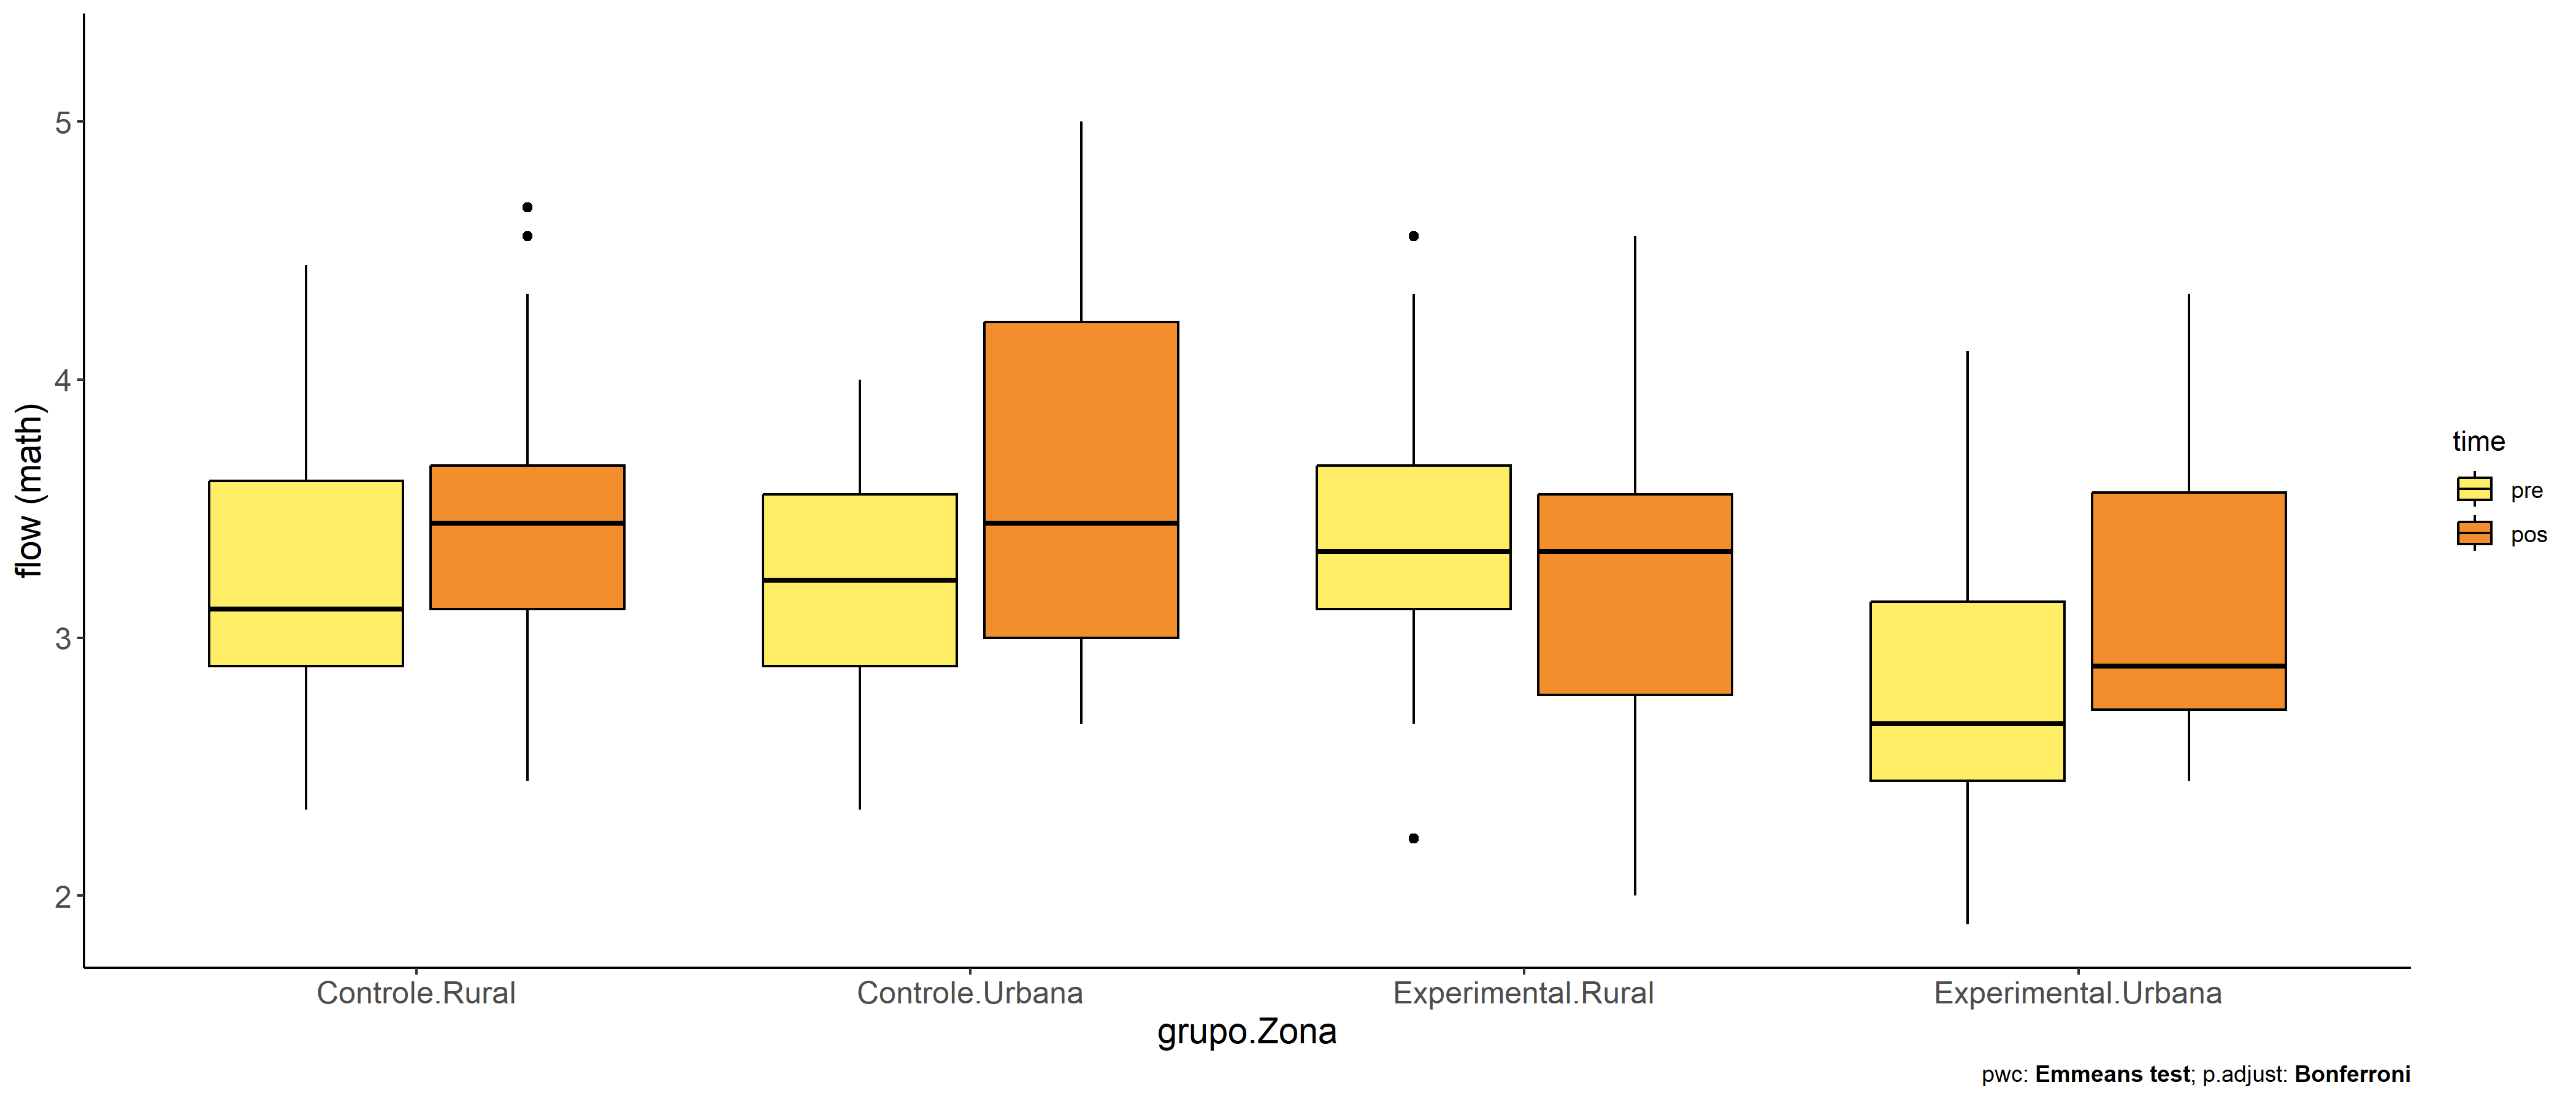 flow (math)
5
4
3
2
Controle.Rural
Controle.Urbana
Experimental.Rural
Experimental.Urbana
grupo.Zona
time
pre
pos
pwc: Emmeans test; p.adjust: Bonferroni